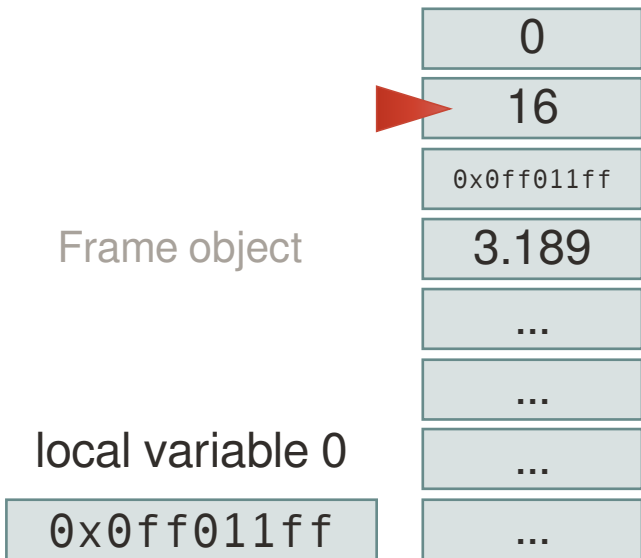 0
16
0x0ff011ff
Frame object
3.189
...
...
local variable 0
...
0x0ff011ff
...